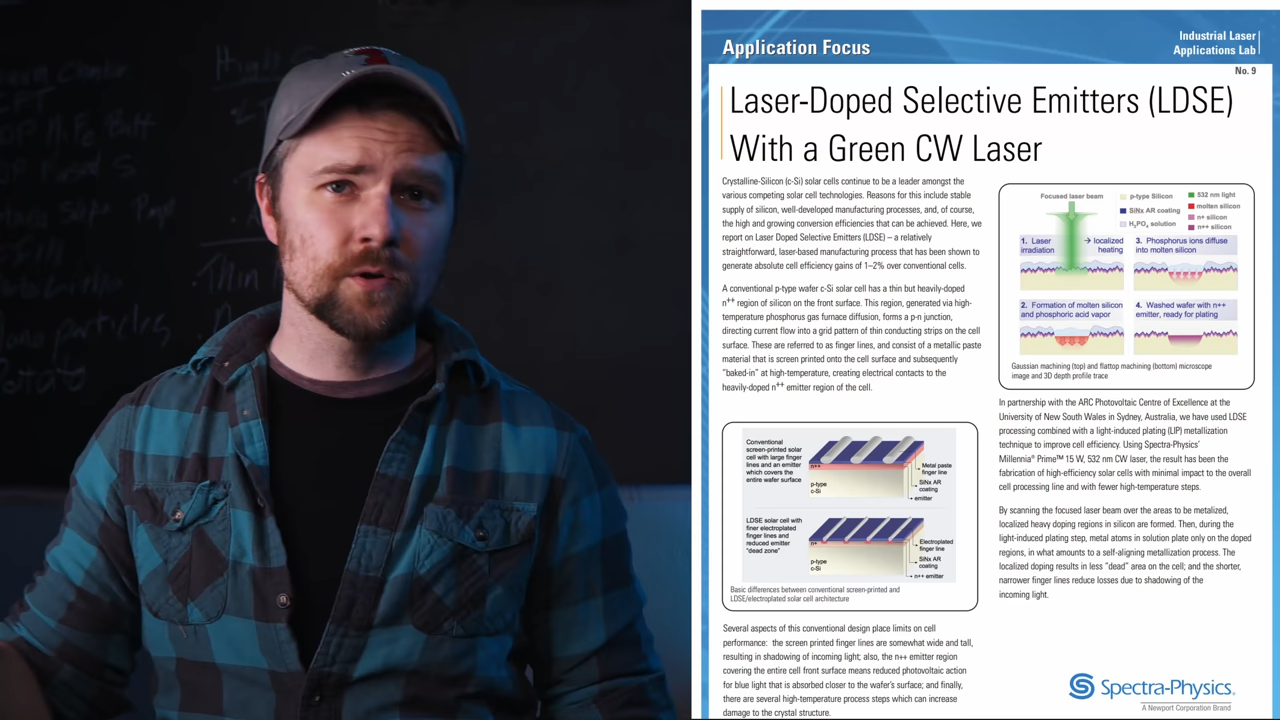 Application Focus
Industrial Laser
Applications Lab
No. 9
Laser-Doped Selective Emitters (LDSE)
With a Green CW Laser
Crystalline-Silicon (c-Si) solar cells continue to be a leader amongst the
various competing solar cell technologies. Reasons for this include stable
supply of silicon, well-developed manufacturing processes, and, of course,
the high and growing conversion efficiencies that can be achieved. Here, we
report on Laser Doped Selective Emitters (LDSE) – a relatively
straightforward, laser-based manufacturing process that has been shown to
generate absolute cell efficiency gains of 1–2% over conventional cells.
A conventional p-type wafer c-Si solar cell has a thin but heavily-doped
n++ region of silicon on the front surface. This region, generated via high-
temperature phosphorus gas furnace diffusion, forms a p-n junction,
directing current flow into a grid pattern of thin conducting strips on the cell
surface. These are referred to as finger lines, and consist of a metallic paste
material that is screen printed onto the cell surface and subsequently
"baked-in" at high-temperature, creating electrical contacts to the
heavily-doped n++ emitter region of the cell.
Conventional
screen-printed solar
cell with large finger
lines and an emitter
which covers the
entire wafer surface
n++
p-type
c-Si
Metal paste
finger line
SiNx AR
coating
emitter
LDSE solar cell with
finer electroplated
finger lines and
reduced emitter
"dead zone"
n+
p-type
c-Si
Electroplated
finger line
SiNx AR
coating
n++ emitter
Basic differences between conventional screen-printed and
LDSE/electroplated solar cell architecture
Several aspects of this conventional design place limits on cell
performance: the screen printed finger lines are somewhat wide and tall,
resulting in shadowing of incoming light; also, the n++ emitter region
covering the entire cell front surface means reduced photovoltaic action
for blue light that is absorbed closer to the wafer's surface; and finally,
there are several high-temperature process steps which can increase
damage to the crystal structure.
Focused laser beam
p-type Silicon
SiNx AR coating
H3PO4 solution
532 nm light
molten silicon
n+ silicon
n++ silicon
1. Laser → localized
irradiation heating
3. Phosphorus ions diffuse
into molten silicon
2. Formation of molten silicon
and phosphoric acid vapor
4. Washed wafer with n++
emitter, ready for plating
Gaussian machining (top) and flattop machining (bottom) microscope
image and 3D depth profile trace
In partnership with the ARC Photovoltaic Centre of Excellence at the
University of New South Wales in Sydney, Australia, we have used LDSE
processing combined with a light-induced plating (LIP) metallization
technique to improve cell efficiency. Using Spectra-Physics'
Millennia® Prime™ 15 W, 532 nm CW laser, the result has been the
fabrication of high-efficiency solar cells with minimal impact to the overall
cell processing line and with fewer high-temperature steps.
By scanning the focused laser beam over the areas to be metalized,
localized heavy doping regions in silicon are formed. Then, during the
light-induced plating step, metal atoms in solution plate only on the doped
regions, in what amounts to a self-aligning metallization process. The
localized doping results in less "dead" area on the cell; and the shorter,
narrower finger lines reduce losses due to shadowing of the
incoming light.
Spectra-Physics®
A Newport Corporation Brand